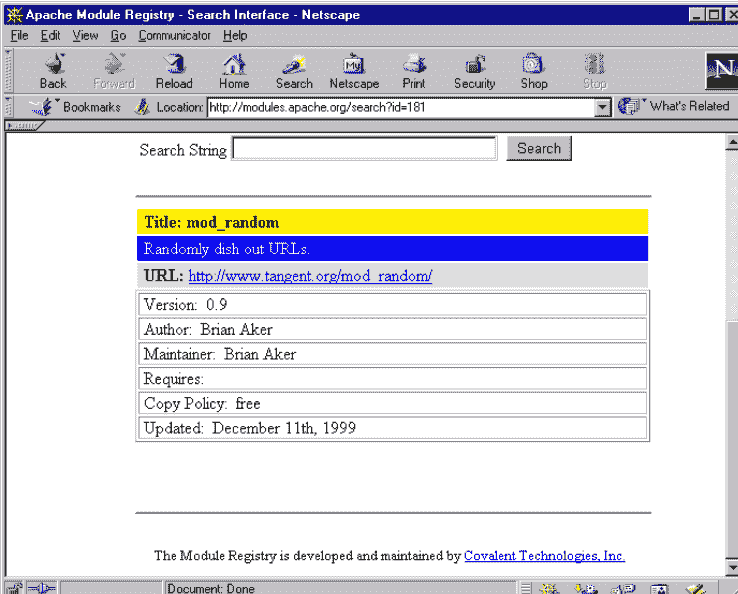 Apache Module Registry - Search Interface - Netscape
File Edit View Go Communicator Help
My
N
Back Forward Reload Home Search Netscape Print Security Shop Stop
Bookmarks Location: http://modules.apache.org/search?id=181 What's Related
Search String Search
Title: mod_random
Randomly dish out URLs.
URL: http://www.tangent.org/mod_random/
Version: 0.9
Author: Brian Aker
Maintainer: Brian Aker
Requires:
Copy Policy: free
Updated: December 11th, 1999
The Module Registry is developed and maintained by Covalent Technologies, Inc.
Document: Done